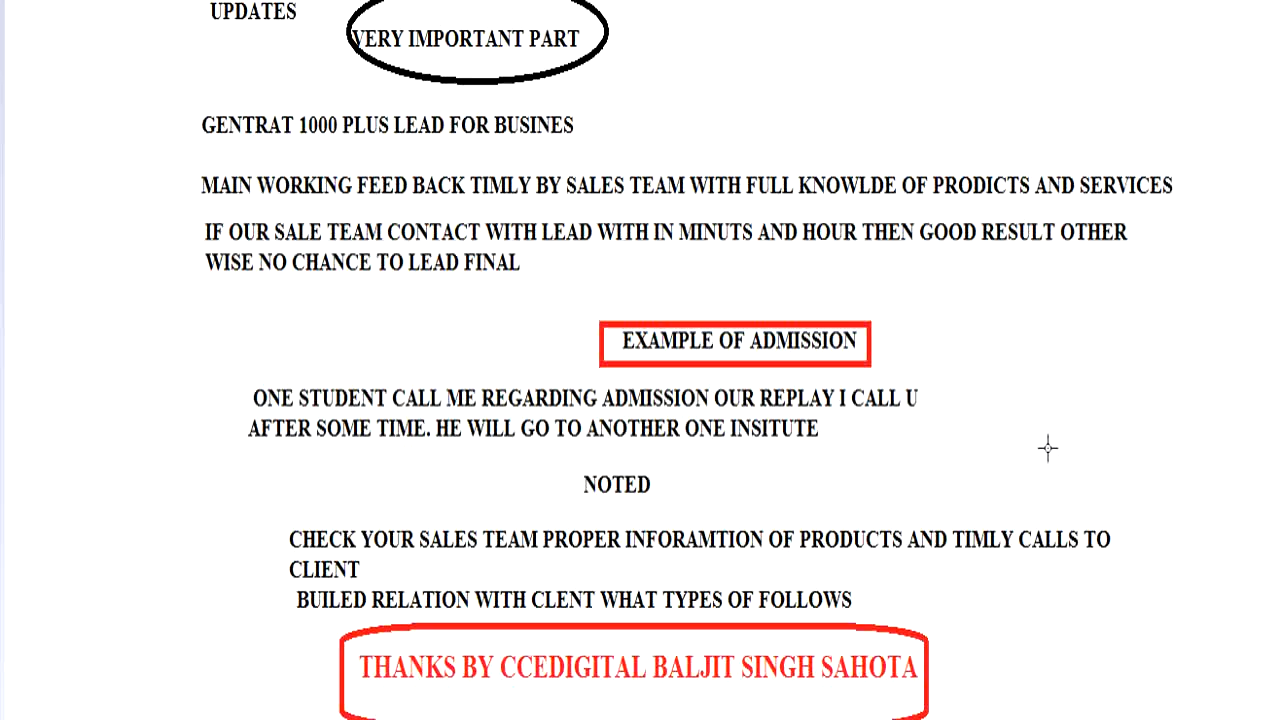 UPDATES
VERY IMPORTANT PART
GENTRAT 1000 PLUS LEAD FOR BUSINES
MAIN WORKING FEED BACK TIMLY BY SALES TEAM WITH FULL KNOWLDE OF PRODICTS AND SERVICES
IF OUR SALE TEAM CONTACT WITH LEAD WITH IN MINUTS AND HOUR THEN GOOD RESULT OTHER
WISE NO CHANCE TO LEAD FINAL
EXAMPLE OF ADMISSION
ONE STUDENT CALL ME REGARDING ADMISSION OUR REPLAY I CALL U
AFTER SOME TIME. HE WILL GO TO ANOTHER ONE INSITUTE
NOTED
CHECK YOUR SALES TEAM PROPER INFORAMTION OF PRODUCTS AND TIMLY CALLS TO
CLIENT
BUILED RELATION WITH CLENT WHAT TYPES OF FOLLOWS
THANKS BY CCEDIGITAL BALJIT SINGH SAHOTA